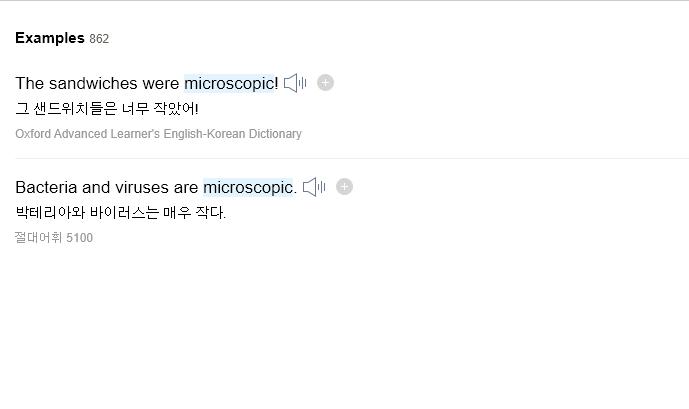 Examples 862
The sandwiches were microscopic!
그 샌드위치들은 너무 작았어!
Oxford Advanced Learner's English-Korean Dictionary
Bacteria and viruses are microscopic.
박테리아와 바이러스는 매우 작다.
절대어휘 5100